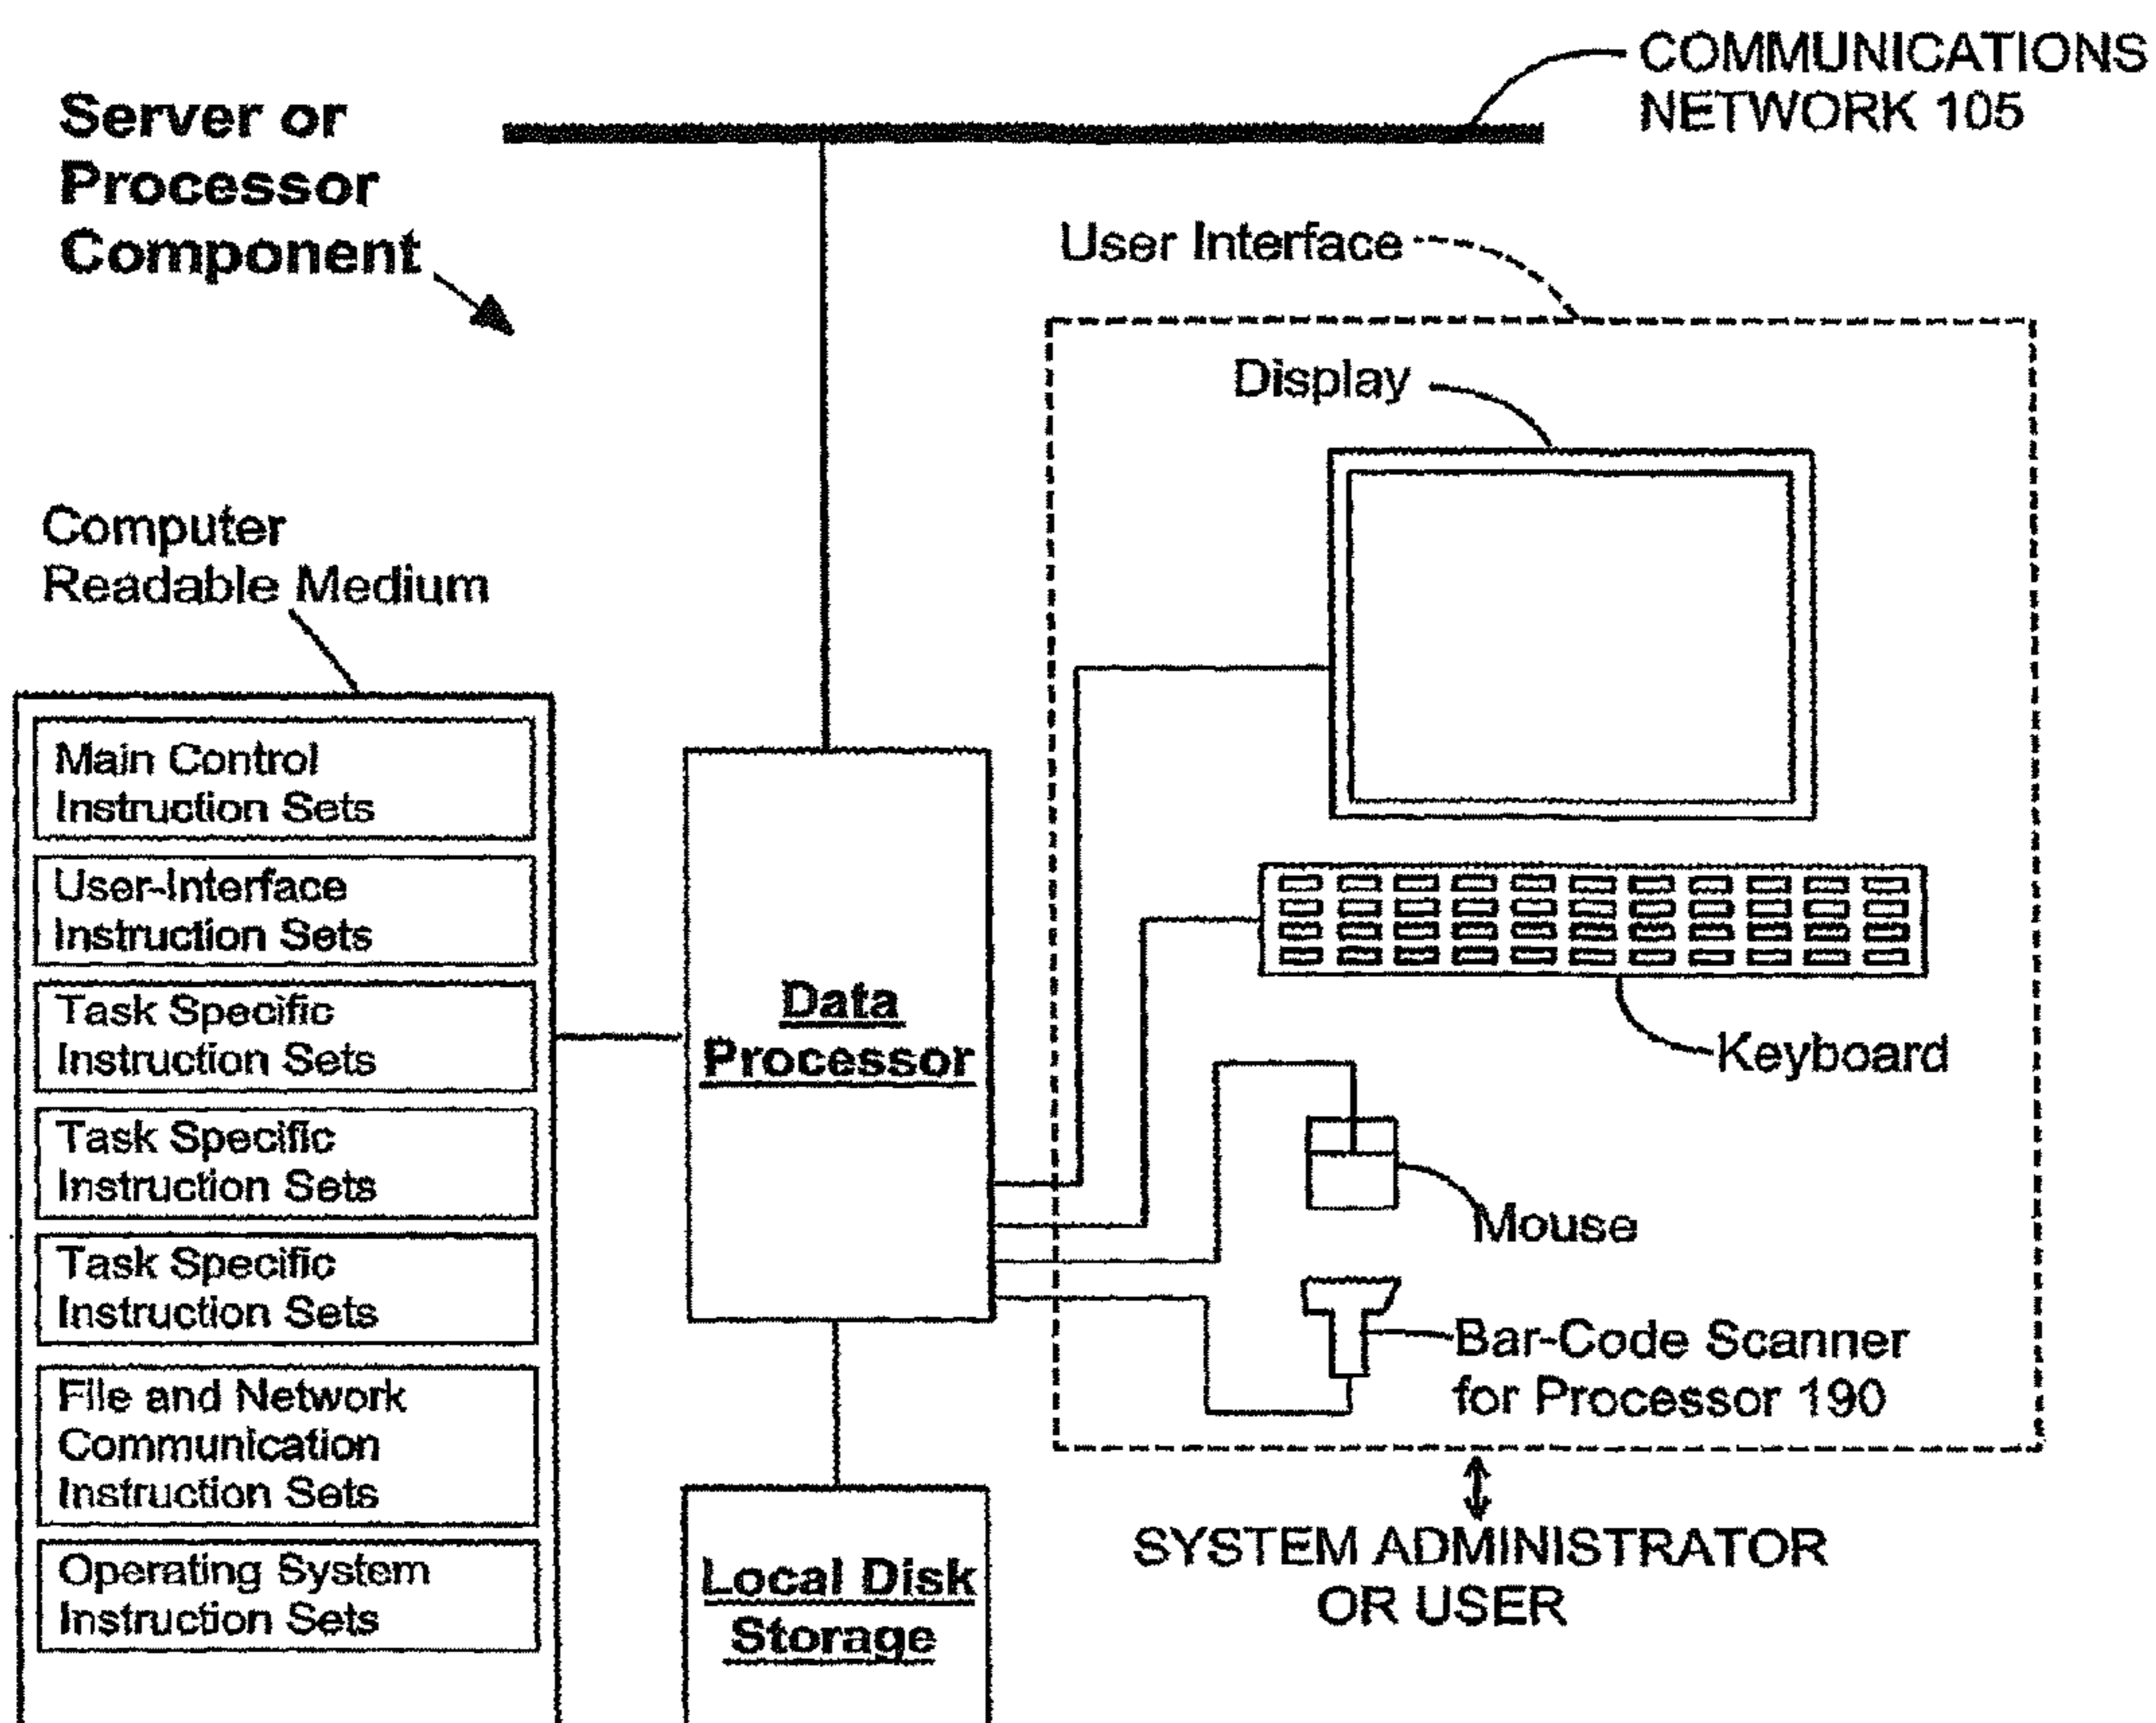 COMMUNICATIONS
NETWORK 105
Server or
Processor
Component
User Interface
Display
Computer
Readable Medium
Main Control
Instruction Sets
User-Interface
Instruction Sets
Task Specific
Instruction Sets
Task Specific
Instruction Sets
Task Specific
Instruction Sets
File and Network
Communication
Instruction Sets
Operating System
Instruction Sets
Data
Processor
Local Disk
Storage
Keyboard
Mouse
Bar-Code Scanner
for Processor 190
SYSTEM ADMINISTRATOR
OR USER